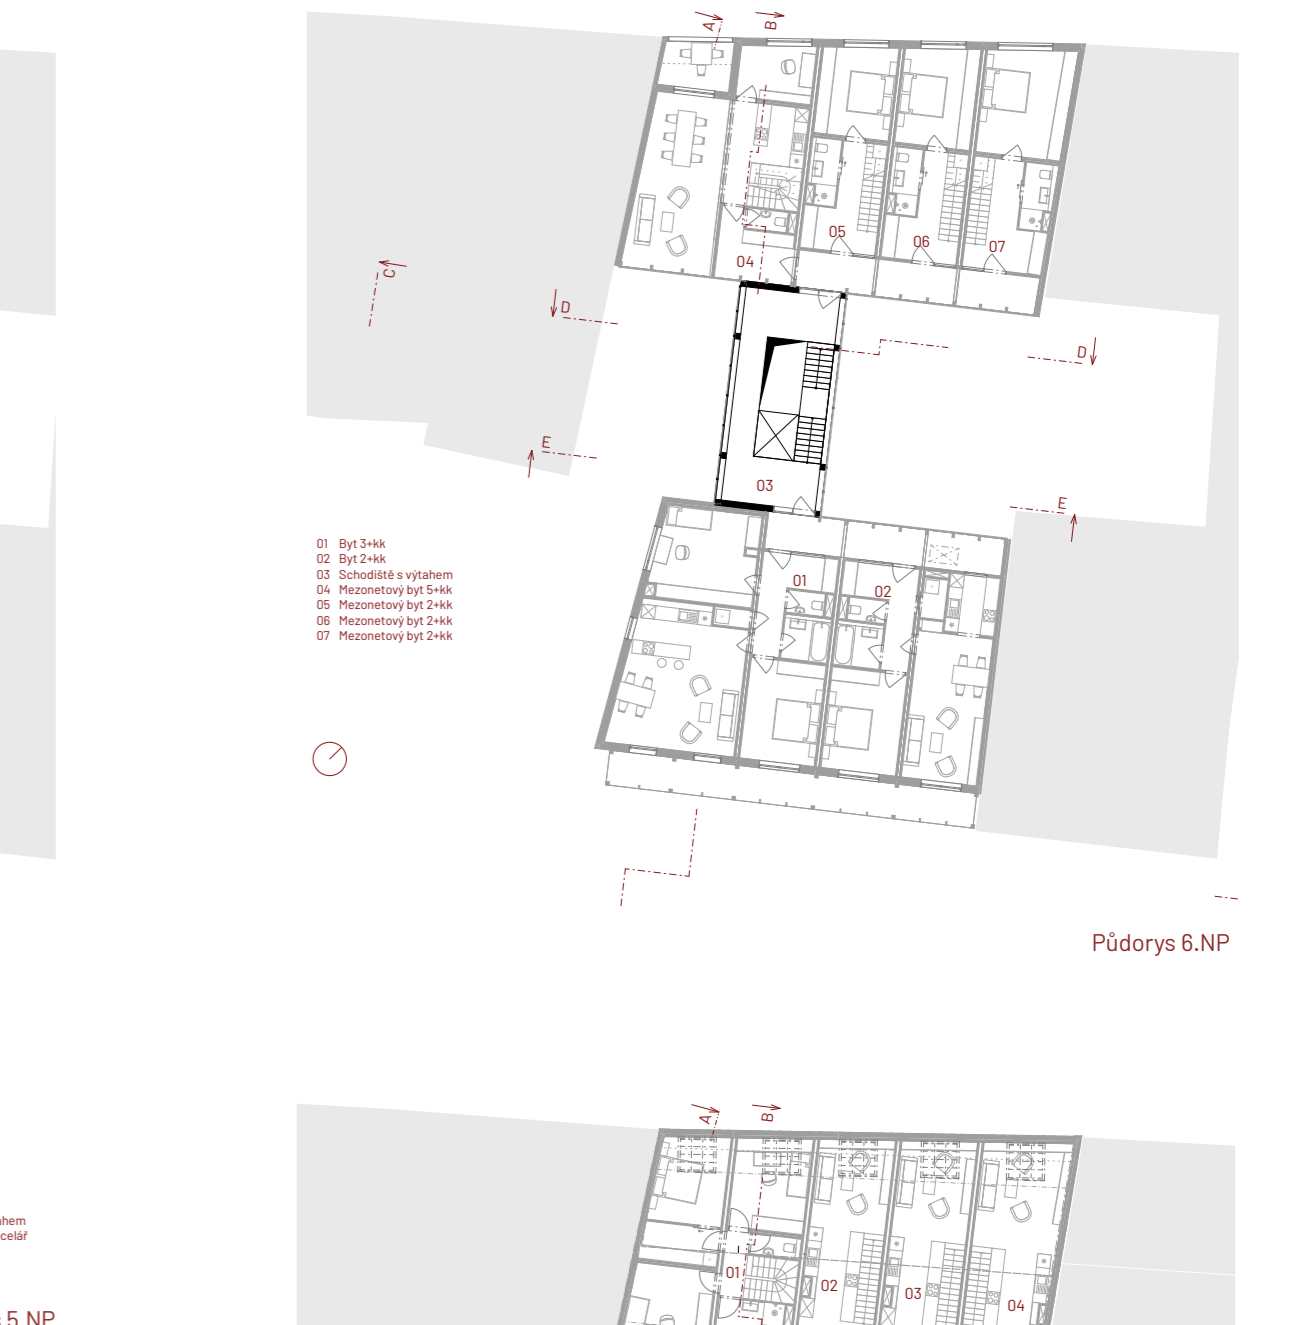 A
B
C
D
D
E
E
04
05
06
07
03
01
02
01 Byt 3+kk
02 Byt 2+kk
03 Schodiště s výtahem
04 Mezonetový byt 5+kk
05 Mezonetový byt 2+kk
06 Mezonetový byt 2+kk
07 Mezonetový byt 2+kk
Půdorys 6.NP
A
B
01
02
03
04
5.NP